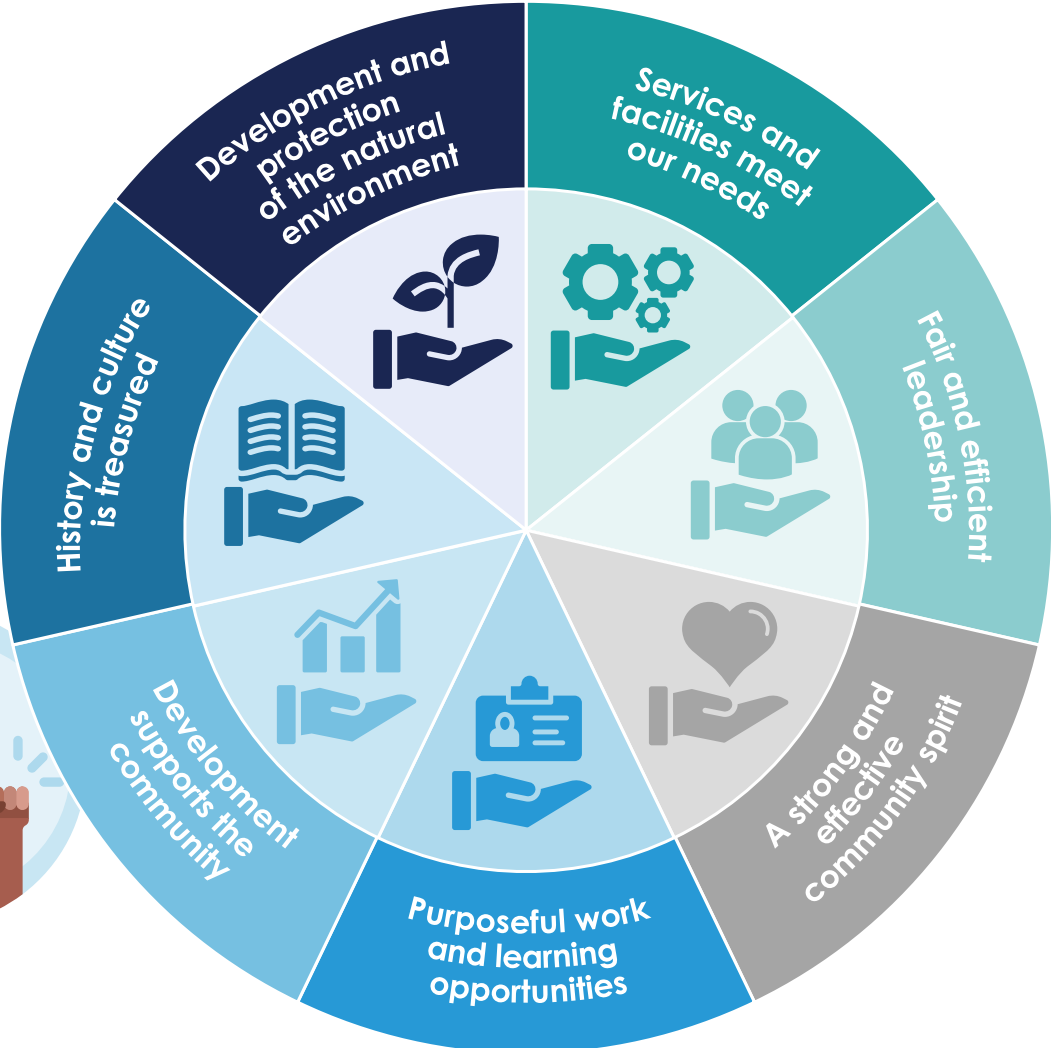 Development and
protection
of the natural
environment
Services and
facilities meet
our needs
Fair and efficient
leadership
A strong and
effective
community spirit
Purposeful work
and learning
opportunities
Development
supports the
community
History and culture
is treasured